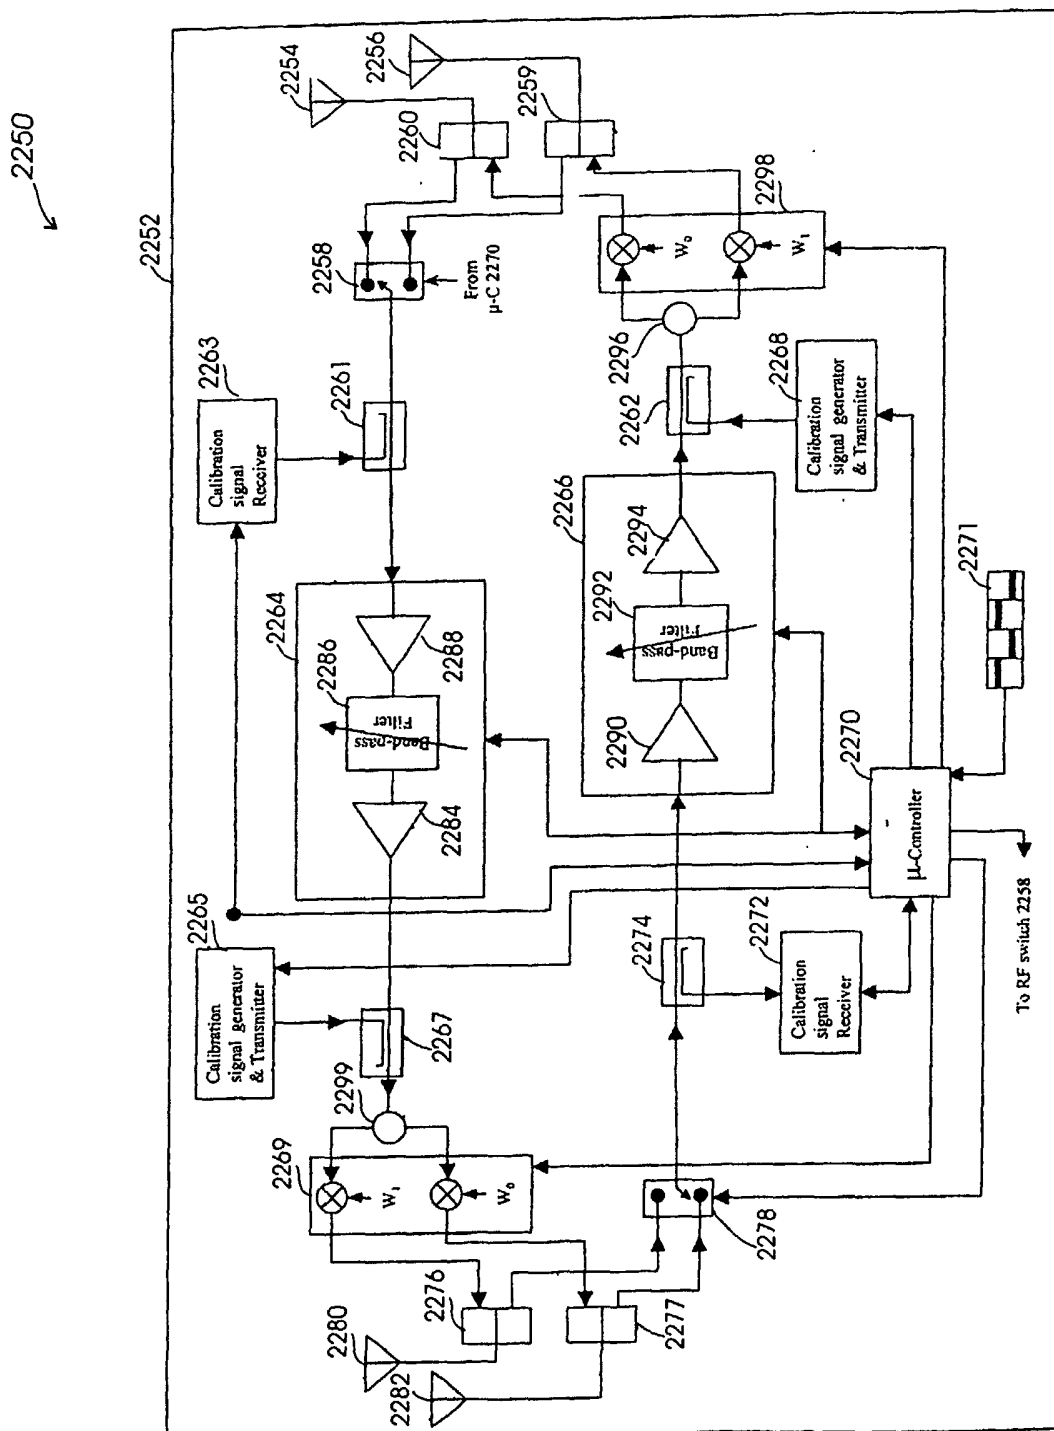 2250
2252
2254
2256
2260
2259
2258
From
μ-C 2270
2298
W₀
W₁
2263
2261
Calibration
signal
Receiver
2296
2262
2268
Calibration
signal generator
& Transmitter
2264
2288
2286
Band-pass
Filter
2284
2266
2294
2292
Band-pass
Filter
2290
2271
2270
μ-Controller
To RF switch 2258
2265
Calibration
signal generator
& Transmitter
2267
2299
2274
2272
Calibration
signal
Receiver
2269
W₁
W₀
2278
2276
2277
2280
2282